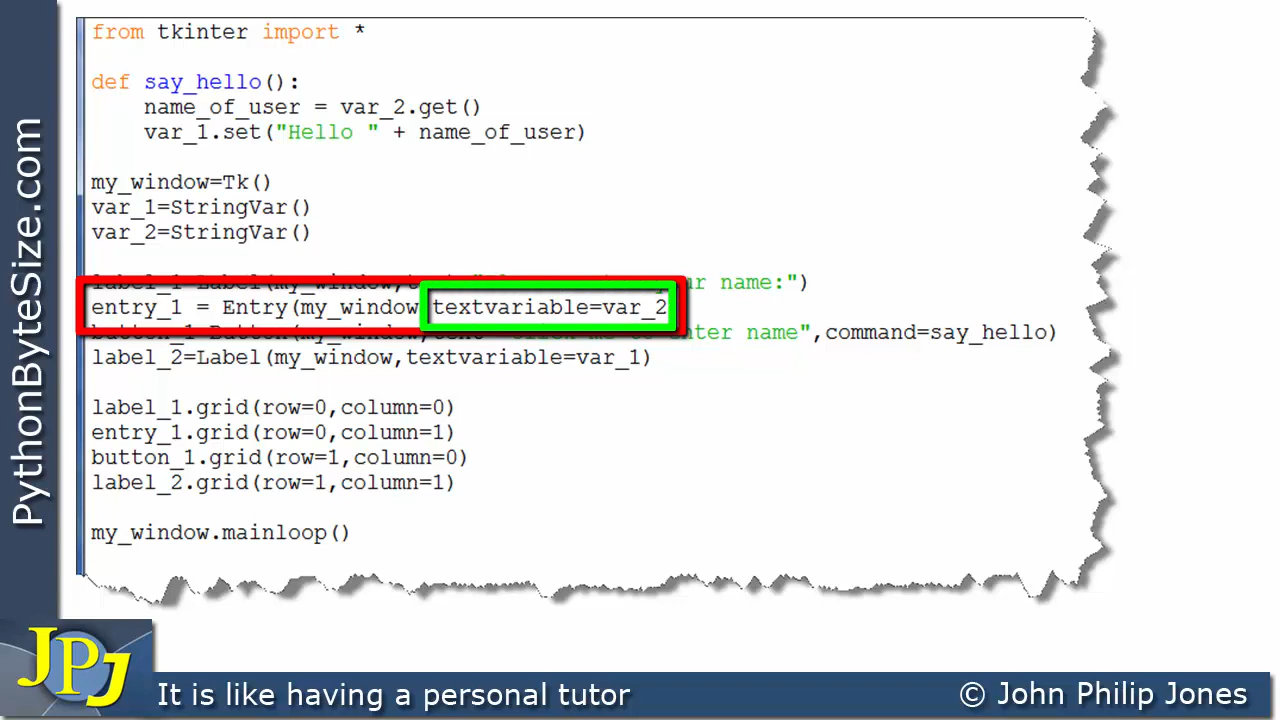 from tkinter import *
def say_hello():
name_of_user = var_2.get()
var_1.set("Hello " + name_of_user)
my_window=Tk()
var_1=StringVar()
var_2=StringVar()
name:")
entry_1 = Entry(my_window textvariable=var_2
name",command=say_hello)
label_2=Label(my_window,textvariable=var_1)
label_1.grid(row=0,column=0)
entry_1.grid(row=0,column=1)
button_1.grid(row=1,column=0)
label_2.grid(row=1,column=1)
my_window.mainloop()
PythonByteSize.com
JPJ
It is like having a personal tutor
© John Philip Jones